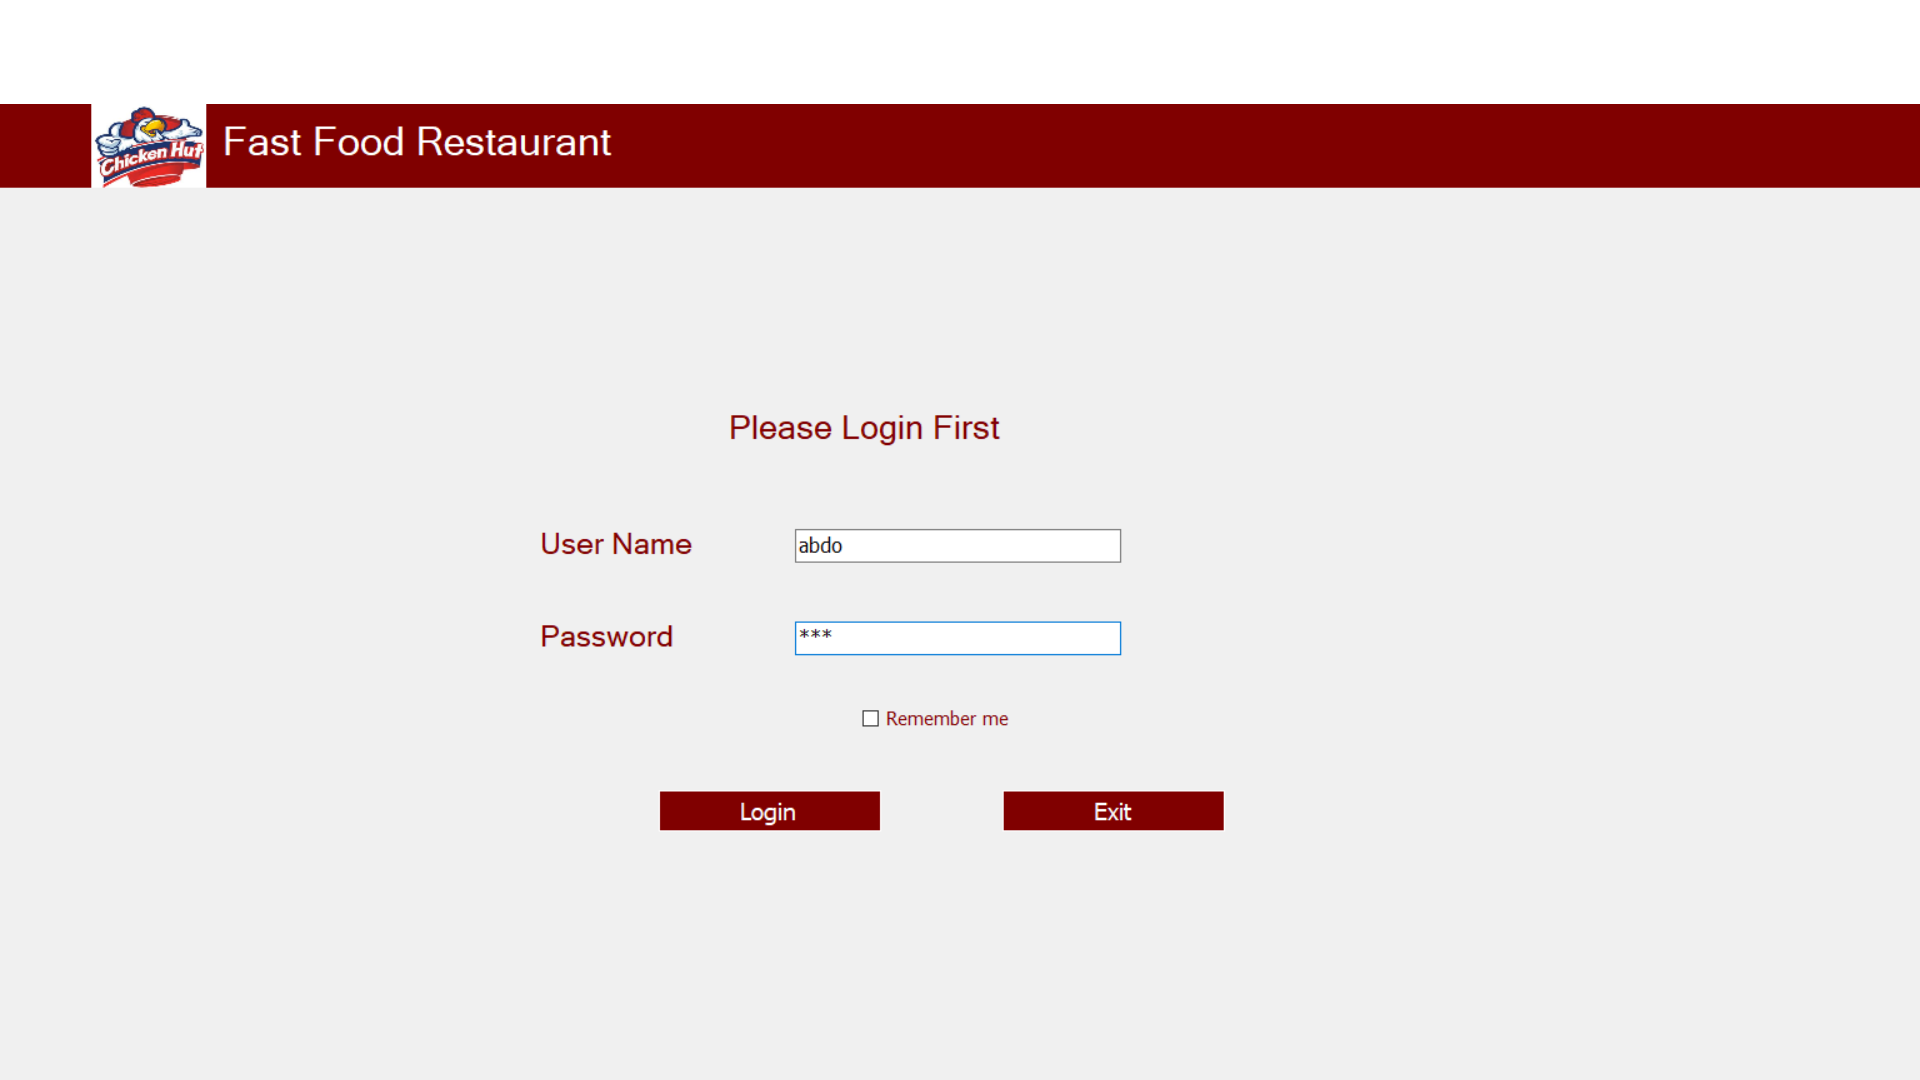 Chicken Hut
Fast Food Restaurant
Please Login First
User Name
abdo
Password
***
Remember me
Login
Exit